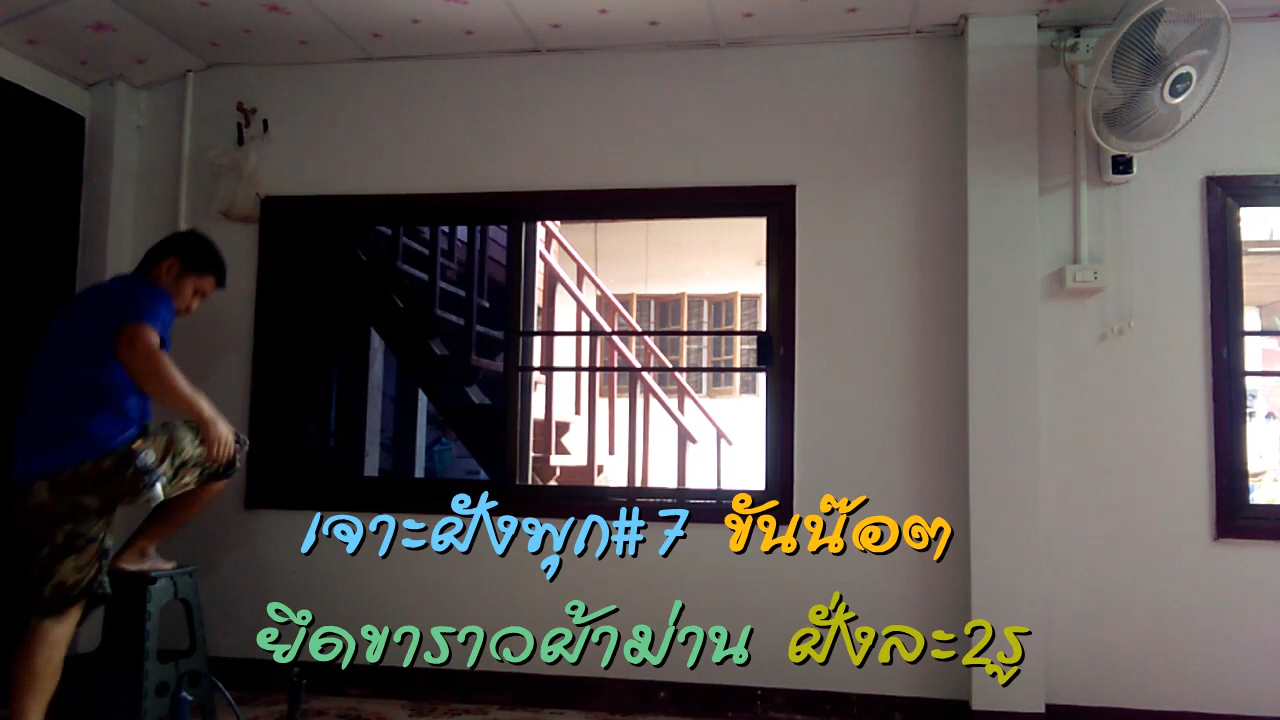 เจาะฝังพุก#7 ขันน๊อต
ยึดขาราวผ้าม่าน ฝั่งละ2รู